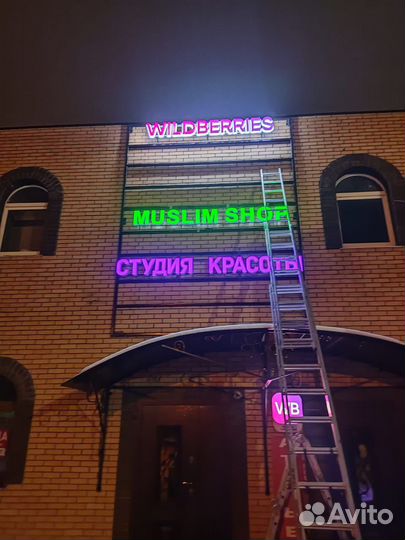 WILDBERRIES
MUSLIM SHOP
СТУДИЯ КРАСОТЫ
WB
Avito